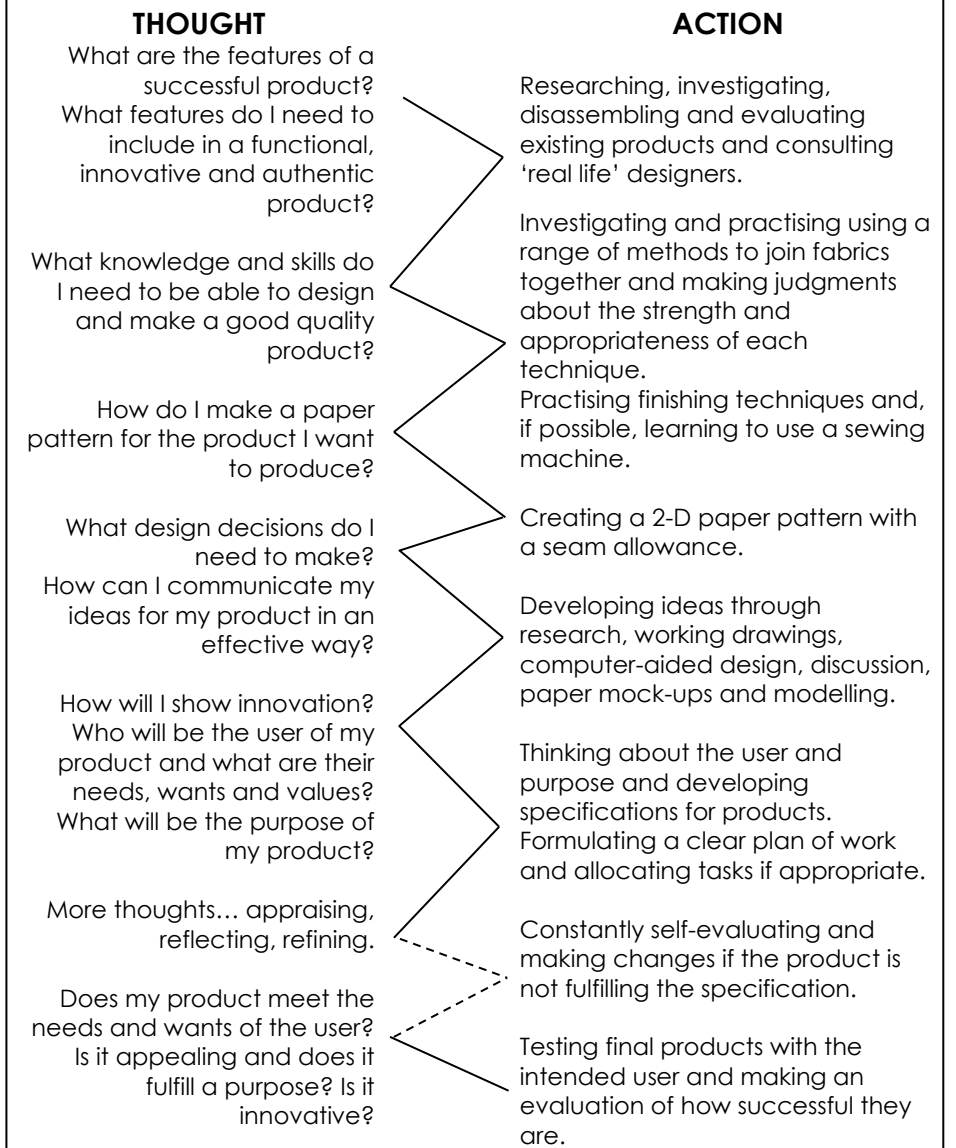 THOUGHT
What are the features of a
successful product?
What features do I need to
include in a functional,
innovative and authentic
product?
What knowledge and skills do
I need to be able to design
and make a good quality
product?
How do I make a paper
pattern for the product I want
to produce?
What design decisions do I
need to make?
How can I communicate my
ideas for my product in an
effective way?
How will I show innovation?
Who will be the user of my
product and what are their
needs, wants and values?
What will be the purpose of
my product?
More thoughts… appraising,
reflecting, refining.
Does my product meet the
needs and wants of the user?
Is it appealing and does it
fulfill a purpose? Is it
innovative?
ACTION
Researching, investigating,
disassembling and evaluating
existing products and consulting
‘real life’ designers.
Investigating and practising using a
range of methods to join fabrics
together and making judgments
about the strength and
appropriateness of each
technique.
Practising finishing techniques and,
if possible, learning to use a sewing
machine.
Creating a 2-D paper pattern with
a seam allowance.
Developing ideas through
research, working drawings,
computer-aided design, discussion,
paper mock-ups and modelling.
Thinking about the user and
purpose and developing
specifications for products.
Formulating a clear plan of work
and allocating tasks if appropriate.
Constantly self-evaluating and
making changes if the product is
not fulfilling the specification.
Testing final products with the
intended user and making an
evaluation of how successful they
are.